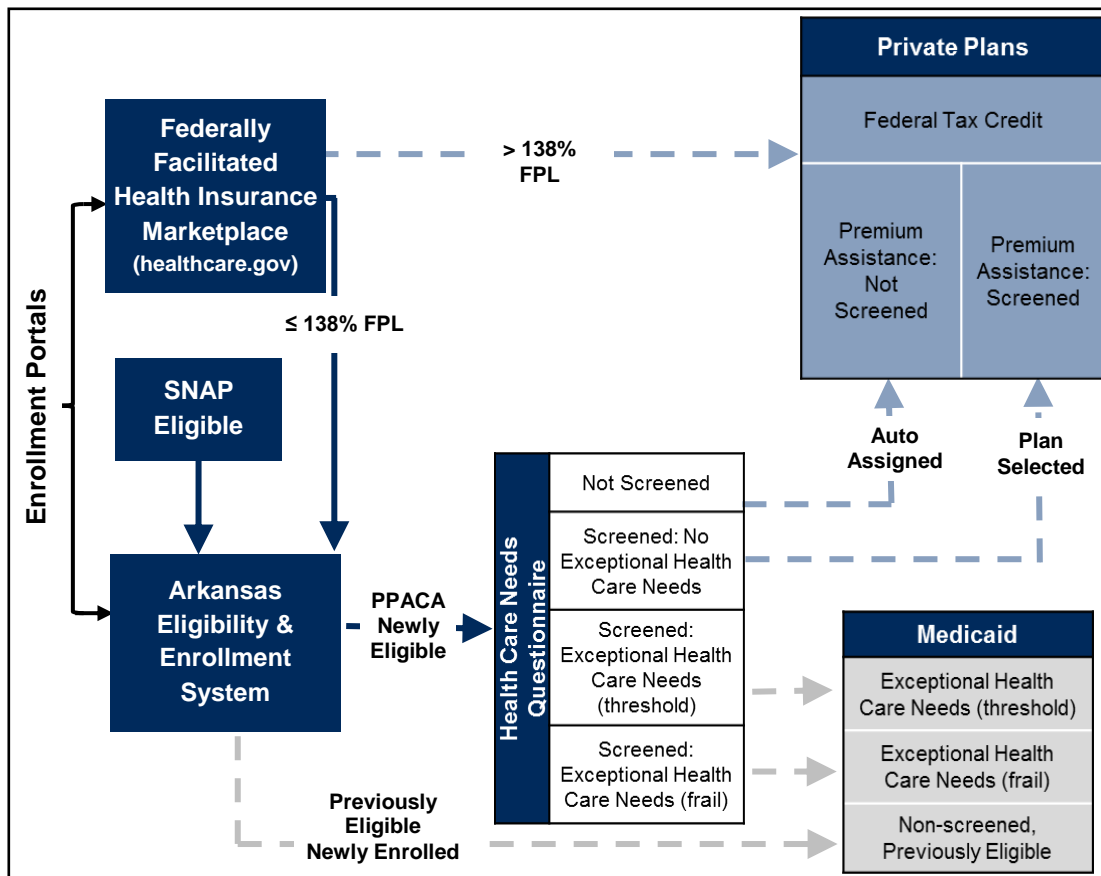 Enrollment Portals
Federally
Facilitated
Health Insurance
Marketplace
(healthcare.gov)
> 138%
FPL
≤ 138% FPL
SNAP
Eligible
Arkansas
Eligibility &
Enrollment
System
PPACA
Newly
Eligible
Previously
Eligible
Newly Enrolled
Health Care Needs
Questionnaire
Not Screened
Screened: No
Exceptional Health
Care Needs
Screened:
Exceptional Health
Care Needs
(threshold)
Screened:
Exceptional Health
Care Needs (frail)
Auto
Assigned
Plan
Selected
Private Plans
Federal Tax Credit
Premium
Assistance:
Not
Screened
Premium
Assistance:
Screened
Medicaid
Exceptional Health
Care Needs (threshold)
Exceptional Health
Care Needs (frail)
Non-screened,
Previously Eligible